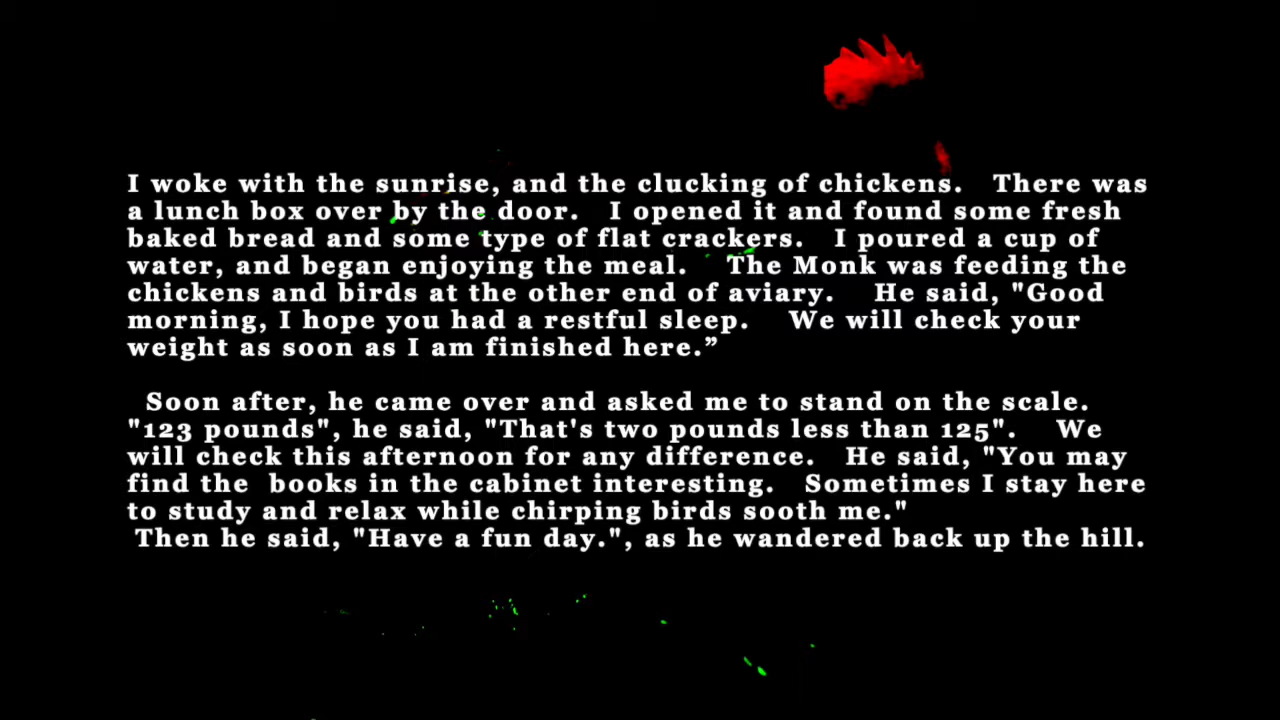 I woke with the sunrise, and the clucking of chickens.   There was
a lunch box over by the door.   I opened it and found some fresh
baked bread and some type of flat crackers.   I poured a cup of
water, and began enjoying the meal.    The Monk was feeding the
chickens and birds at the other end of aviary.    He said, "Good
morning, I hope you had a restful sleep.    We will check your
weight as soon as I am finished here.”
Soon after, he came over and asked me to stand on the scale.
"123 pounds", he said, "That's two pounds less than 125".    We
will check this afternoon for any difference.   He said, "You may
find the  books in the cabinet interesting.   Sometimes I stay here
to study and relax while chirping birds sooth me."
Then he said, "Have a fun day.", as he wandered back up the hill.